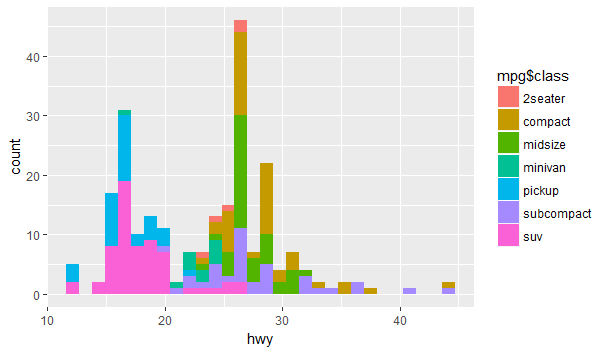 40
30
20
10
0
count
10
20
30
40
hwy
mpg$class
2seater
compact
midsize
minivan
pickup
subcompact
suv